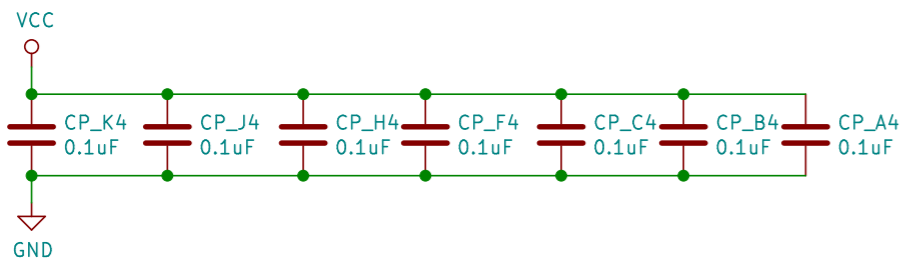 VCC
CP_K4
0.1uF
CP_J4
0.1uF
CP_H4
0.1uF
CP_F4
0.1uF
CP_C4
0.1uF
CP_B4
0.1uF
CP_A4
0.1uF
GND